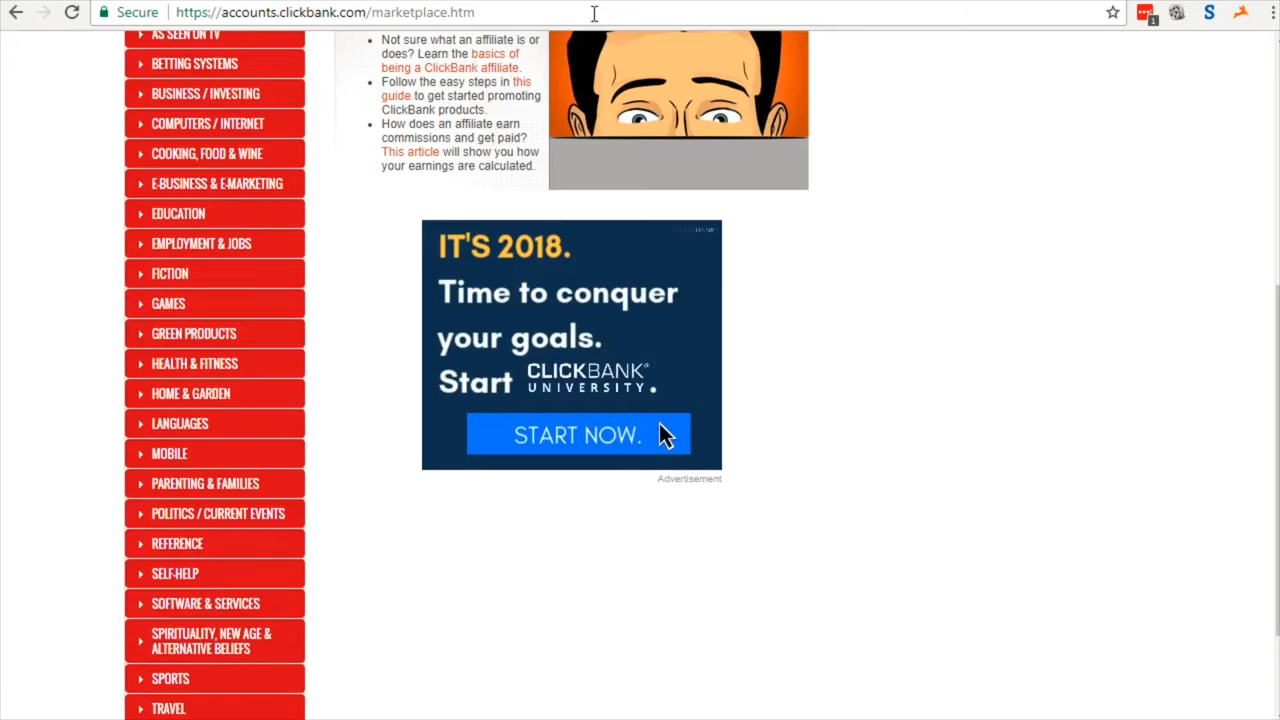 Secure
https://accounts.clickbank.com/marketplace.htm
1
S
AS SEEN ON TV
BETTING SYSTEMS
BUSINESS / INVESTING
COMPUTERS / INTERNET
COOKING, FOOD & WINE
E-BUSINESS & E-MARKETING
EDUCATION
EMPLOYMENT & JOBS
FICTION
GAMES
GREEN PRODUCTS
HEALTH & FITNESS
HOME & GARDEN
LANGUAGES
MOBILE
PARENTING & FAMILIES
POLITICS / CURRENT EVENTS
REFERENCE
SELF-HELP
SOFTWARE & SERVICES
SPIRITUALITY, NEW AGE &
ALTERNATIVE BELIEFS
SPORTS
TRAVEL
Not sure what an affiliate is or
does? Learn the basics of
being a ClickBank affiliate.
Follow the easy steps in this
guide to get started promoting
ClickBank products.
How does an affiliate earn
commissions and get paid?
This article will show you how
your earnings are calculated.
IT'S 2018.
Time to conquer
your goals.
Start CLICKBANK®
UNIVERSITY.
START NOW.
Advertisement